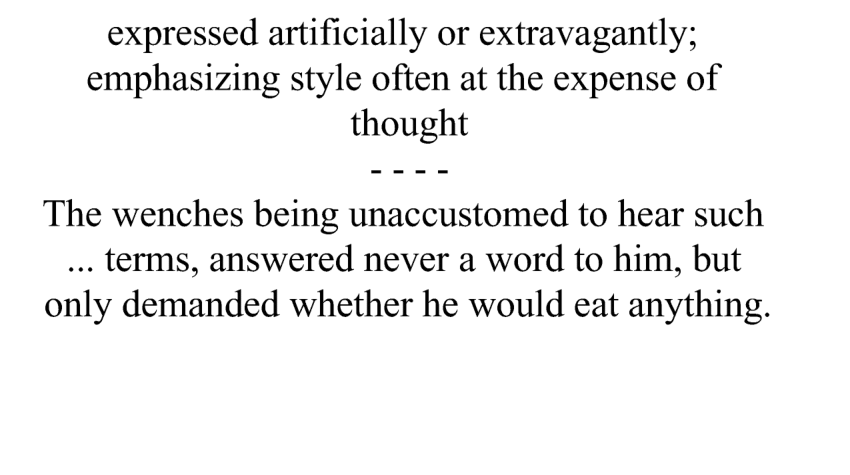 expressed artificially or extravagantly;
emphasizing style often at the expense of
thought
- - - -
The wenches being unaccustomed to hear such
... terms, answered never a word to him, but
only demanded whether he would eat anything.